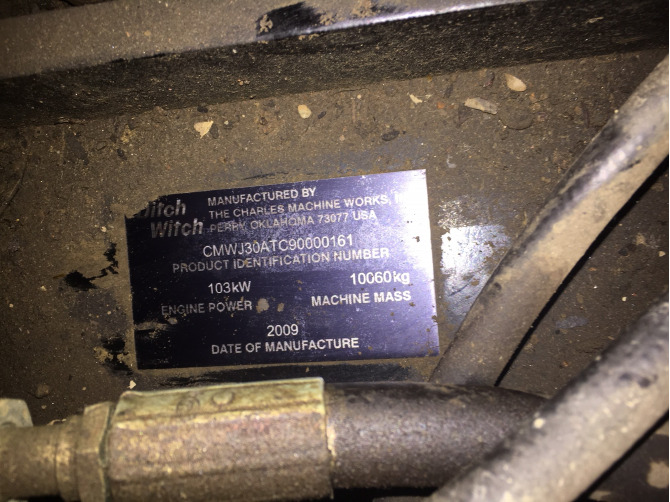 Ditch
Witch
MANUFACTURED BY
THE CHARLES MACHINE WORKS,
PERRY, OKLAHOMA 73077 USA
CMWJ30ATC90000161
PRODUCT IDENTIFICATION NUMBER
103kW 10060kg
ENGINE POWER MACHINE MASS
2009
DATE OF MANUFACTURE